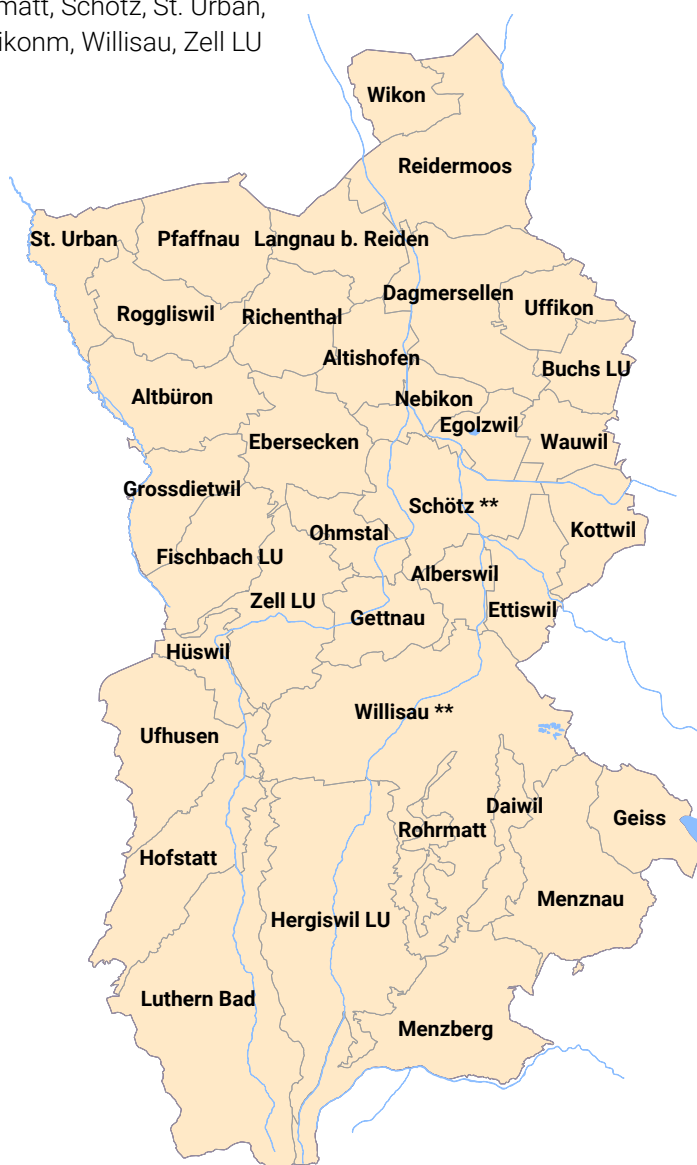 Schötz, St. Urban,
Willisau, Zell LU
Wikon
Reidermoos
St. Urban
Pfaffnau
Langnau b. Reiden
Dagmersellen
Uffikon
Roggliswil
Richenthal
Altishofen
Buchs LU
Altbüron
Nebikon
Egolzwil
Ebersecken
Wauwil
Grossdietwil
Schötz **
Ohmstal
Kottwil
Fischbach LU
Alberswil
Zell LU
Ettiswil
Gettnau
Hüswil
Willisau **
Ufhusen
Daiwil
Geiss
Rohrmatt
Hofstatt
Menznau
Hergiswil LU
Luthern Bad
Menzberg